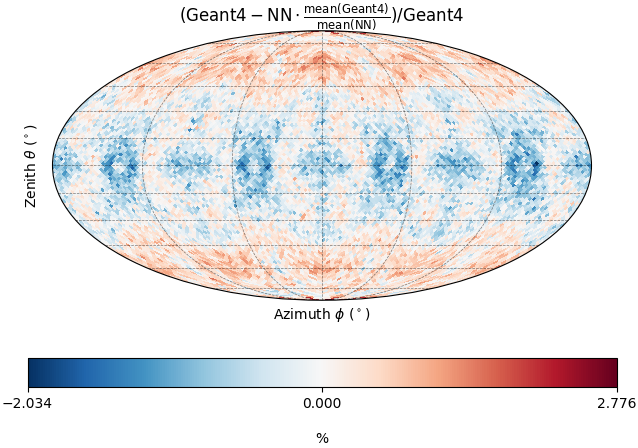 (Geant4 − NN · mean(Geant4)/mean(NN))/Geant4
Zenith θ (°)
Azimuth ϕ (°)
−2.034 0.000 2.776
%